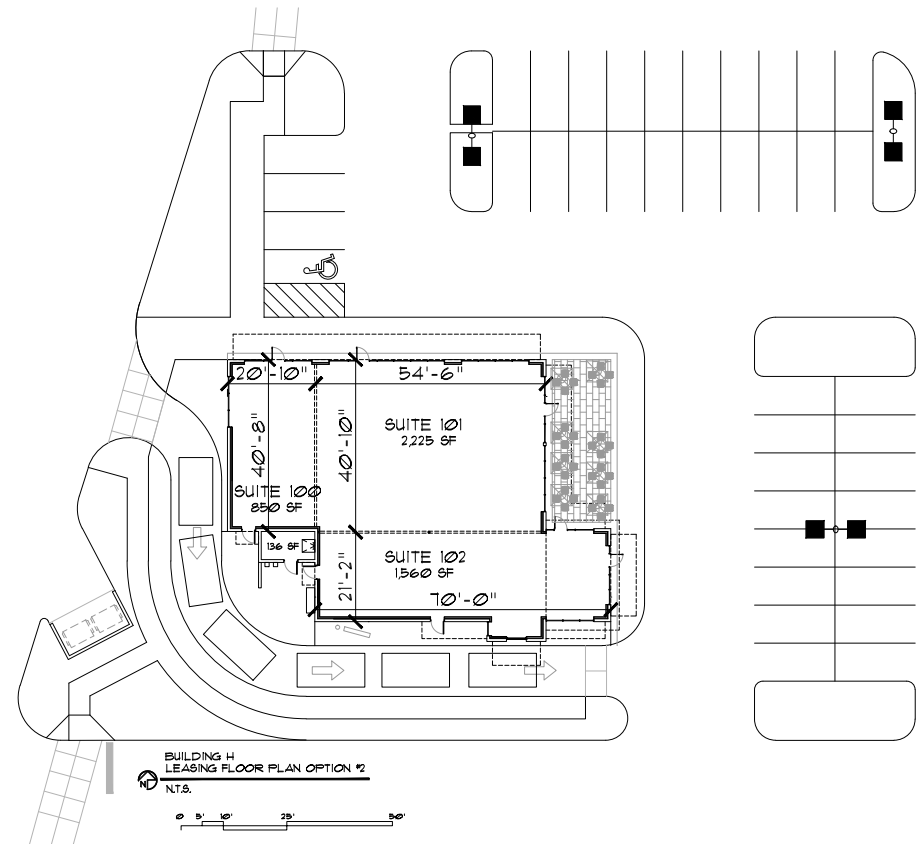 20'-10"
54'-6"
40'-8"
40'-10"
SUITE 101
2,225 SF
SUITE 100
850 SF
136 SF
SUITE 102
1,560 SF
21'-2"
70'-0"
BUILDING H
LEASING FLOOR PLAN OPTION #2
N
N.T.S.
0 5' 10' 25' 50'